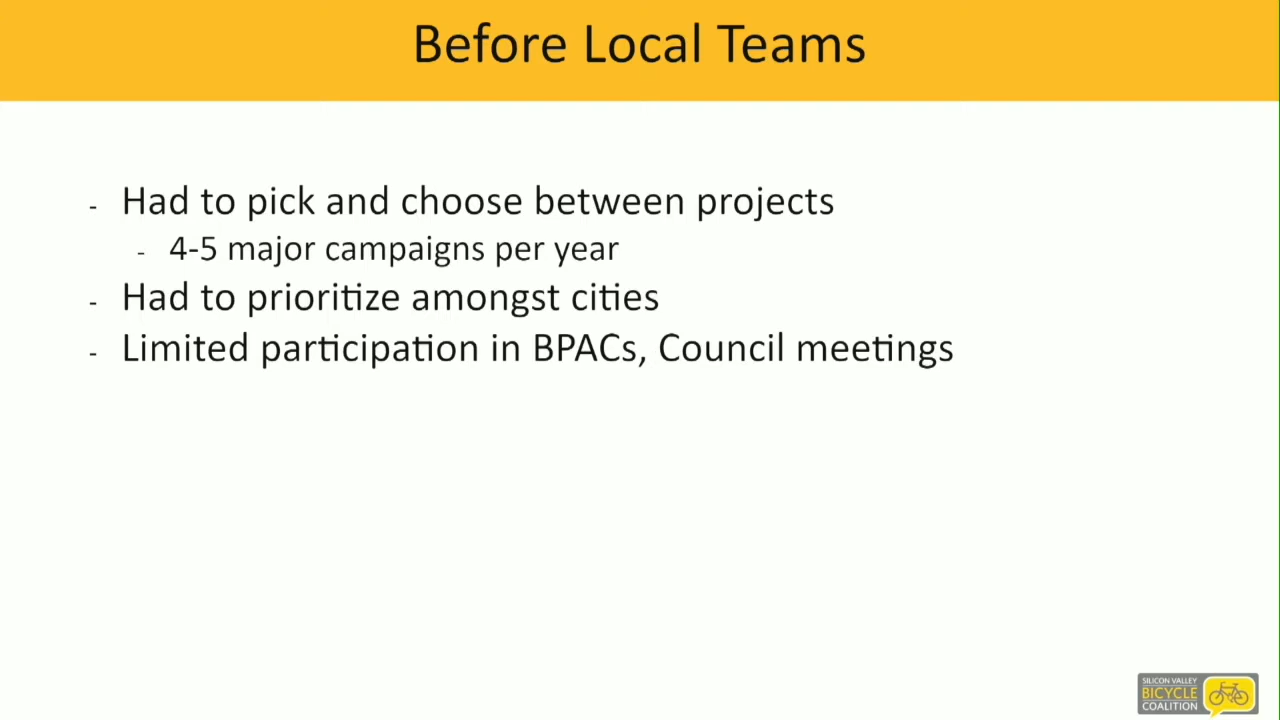 Before Local Teams
- Had to pick and choose between projects
- 4-5 major campaigns per year
- Had to prioritize amongst cities
- Limited participation in BPACs, Council meetings
SILICON VALLEY
BICYCLE
COALITION